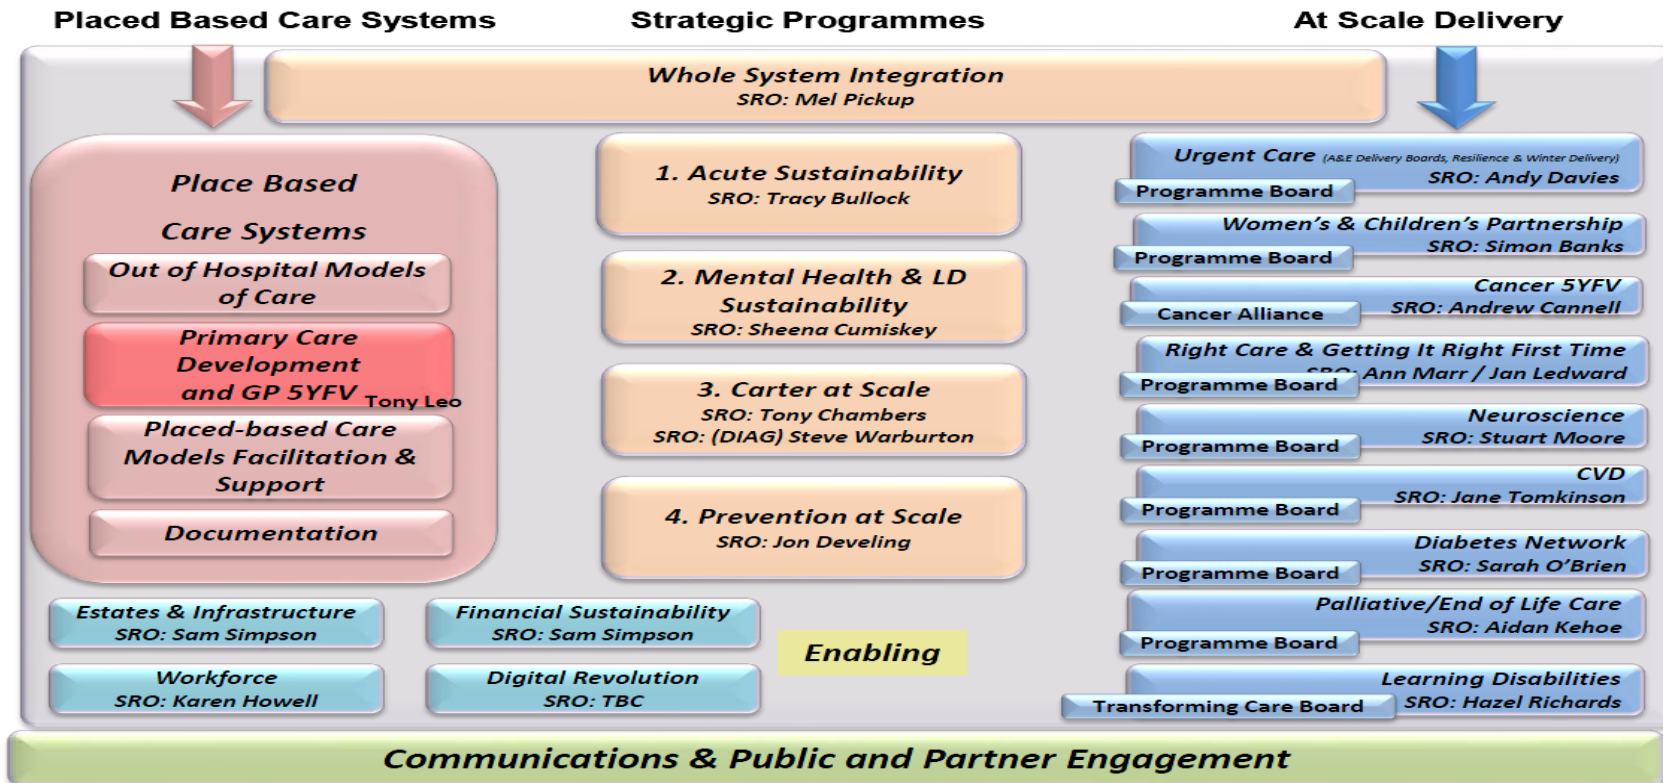 Placed Based Care Systems
Strategic Programmes
At Scale Delivery
Whole System Integration
SRO: Mel Pickup
Place Based
Care Systems
Out of Hospital Models
of Care
Primary Care
Development
and GP 5YFV
Tony Leo
Placed-based Care
Models Facilitation &
Support
Documentation
1. Acute Sustainability
SRO: Tracy Bullock
2. Mental Health & LD
Sustainability
SRO: Sheena Cumiskey
3. Carter at Scale
SRO: Tony Chambers
SRO: (DIAG) Steve Warburton
4. Prevention at Scale
SRO: Jon Develing
Urgent Care (A&E Delivery Boards, Resilience & Winter Delivery)
SRO: Andy Davies
Programme Board
Women’s & Children’s Partnership
SRO: Simon Banks
Programme Board
Cancer 5YFV
SRO: Andrew Cannell
Cancer Alliance
Right Care & Getting It Right First Time
SRO: Ann Marr / Jan Ledward
Programme Board
Neuroscience
SRO: Stuart Moore
Programme Board
CVD
SRO: Jane Tomkinson
Programme Board
Diabetes Network
SRO: Sarah O’Brien
Programme Board
Palliative/End of Life Care
SRO: Aidan Kehoe
Programme Board
Learning Disabilities
SRO: Hazel Richards
Transforming Care Board
Estates & Infrastructure
SRO: Sam Simpson
Financial Sustainability
SRO: Sam Simpson
Workforce
SRO: Karen Howell
Digital Revolution
SRO: TBC
Enabling
Communications & Public and Partner Engagement